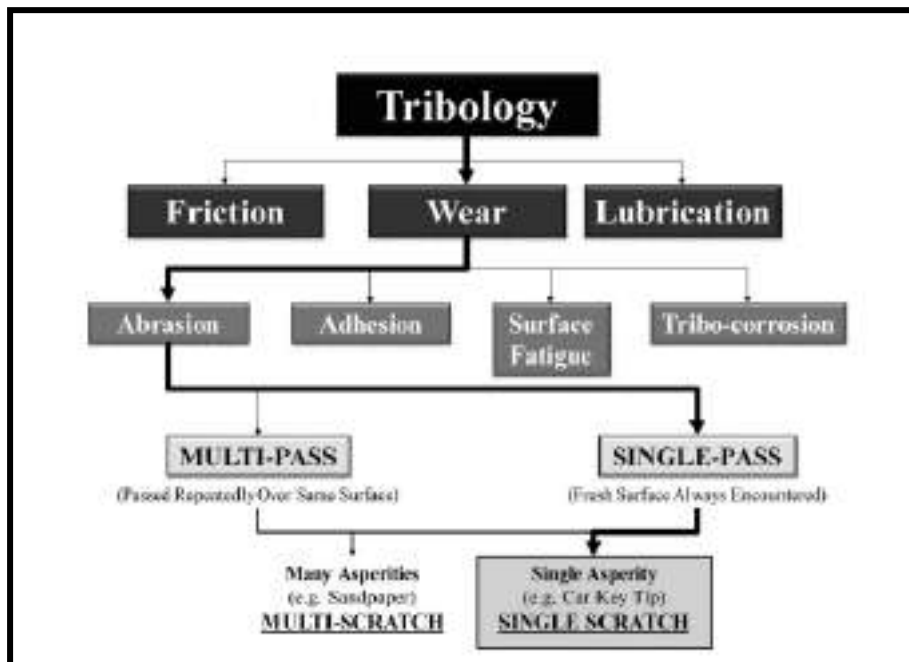 Tribology
Friction
Wear
Lubrication
Abrasion
Adhesion
Surface
Fatigue
Tribo-corrosion
MULTI-PASS
(Passed Repeatedly Over Same Surface)
SINGLE-PASS
(Fresh Surface Always Encountered)
Many Asperities
(e.g. Sandpaper)
MULTI-SCRATCH
Single Asperity
(e.g. Car Key Tip)
SINGLE SCRATCH